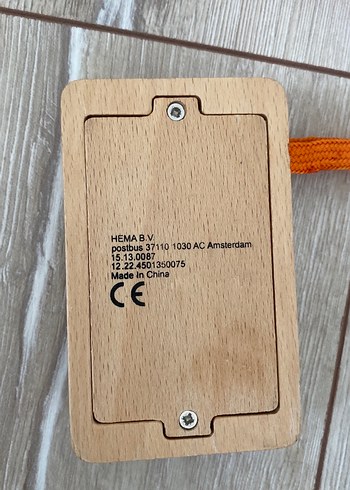 HEMA B.V.
postbus 37110 1030 AC Amsterdam
15.13.0087
12.22.4501350075
Made In China
CE